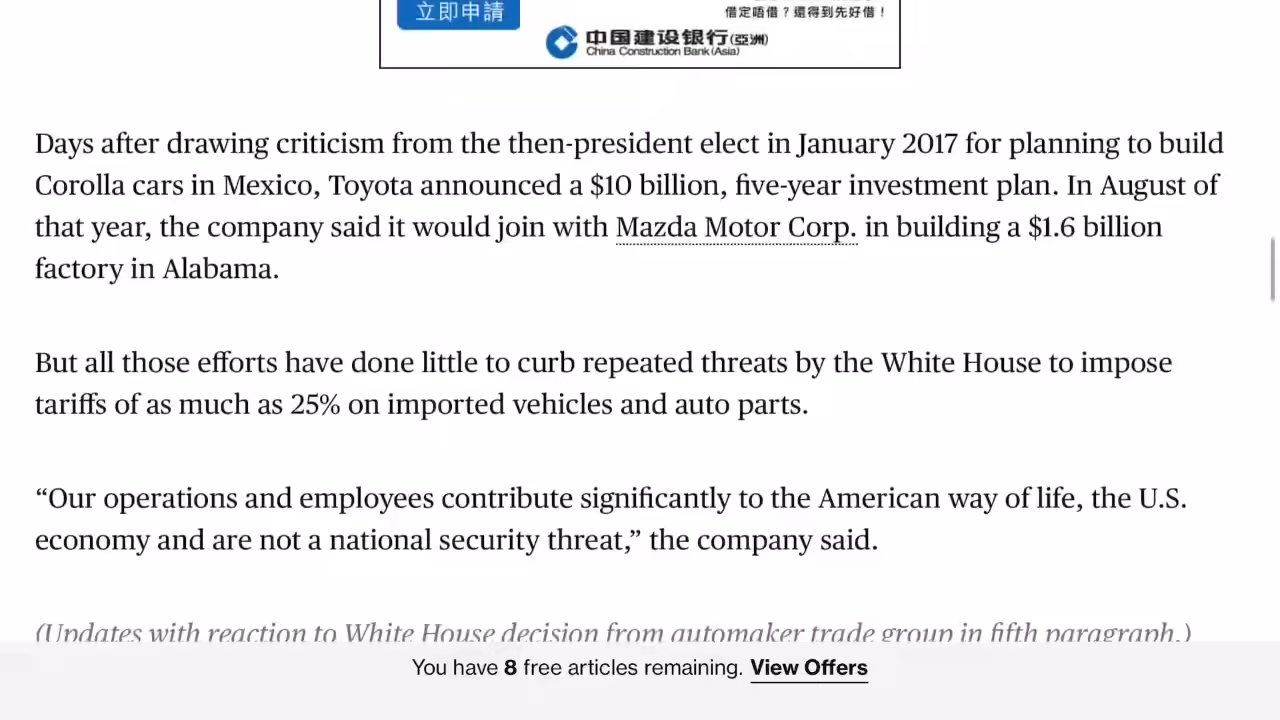 立即申請
借定唔借？還得到先好借！
中国建设银行(亞洲)
China Construction Bank (Asia)
Days after drawing criticism from the then-president elect in January 2017 for planning to build
Corolla cars in Mexico, Toyota announced a $10 billion, five-year investment plan. In August of
that year, the company said it would join with Mazda Motor Corp. in building a $1.6 billion
factory in Alabama.
But all those efforts have done little to curb repeated threats by the White House to impose
tariffs of as much as 25% on imported vehicles and auto parts.
“Our operations and employees contribute significantly to the American way of life, the U.S.
economy and are not a national security threat,” the company said.
(Updates with reaction to White House decision from automaker trade group in fifth paragraph.)
You have 8 free articles remaining. View Offers